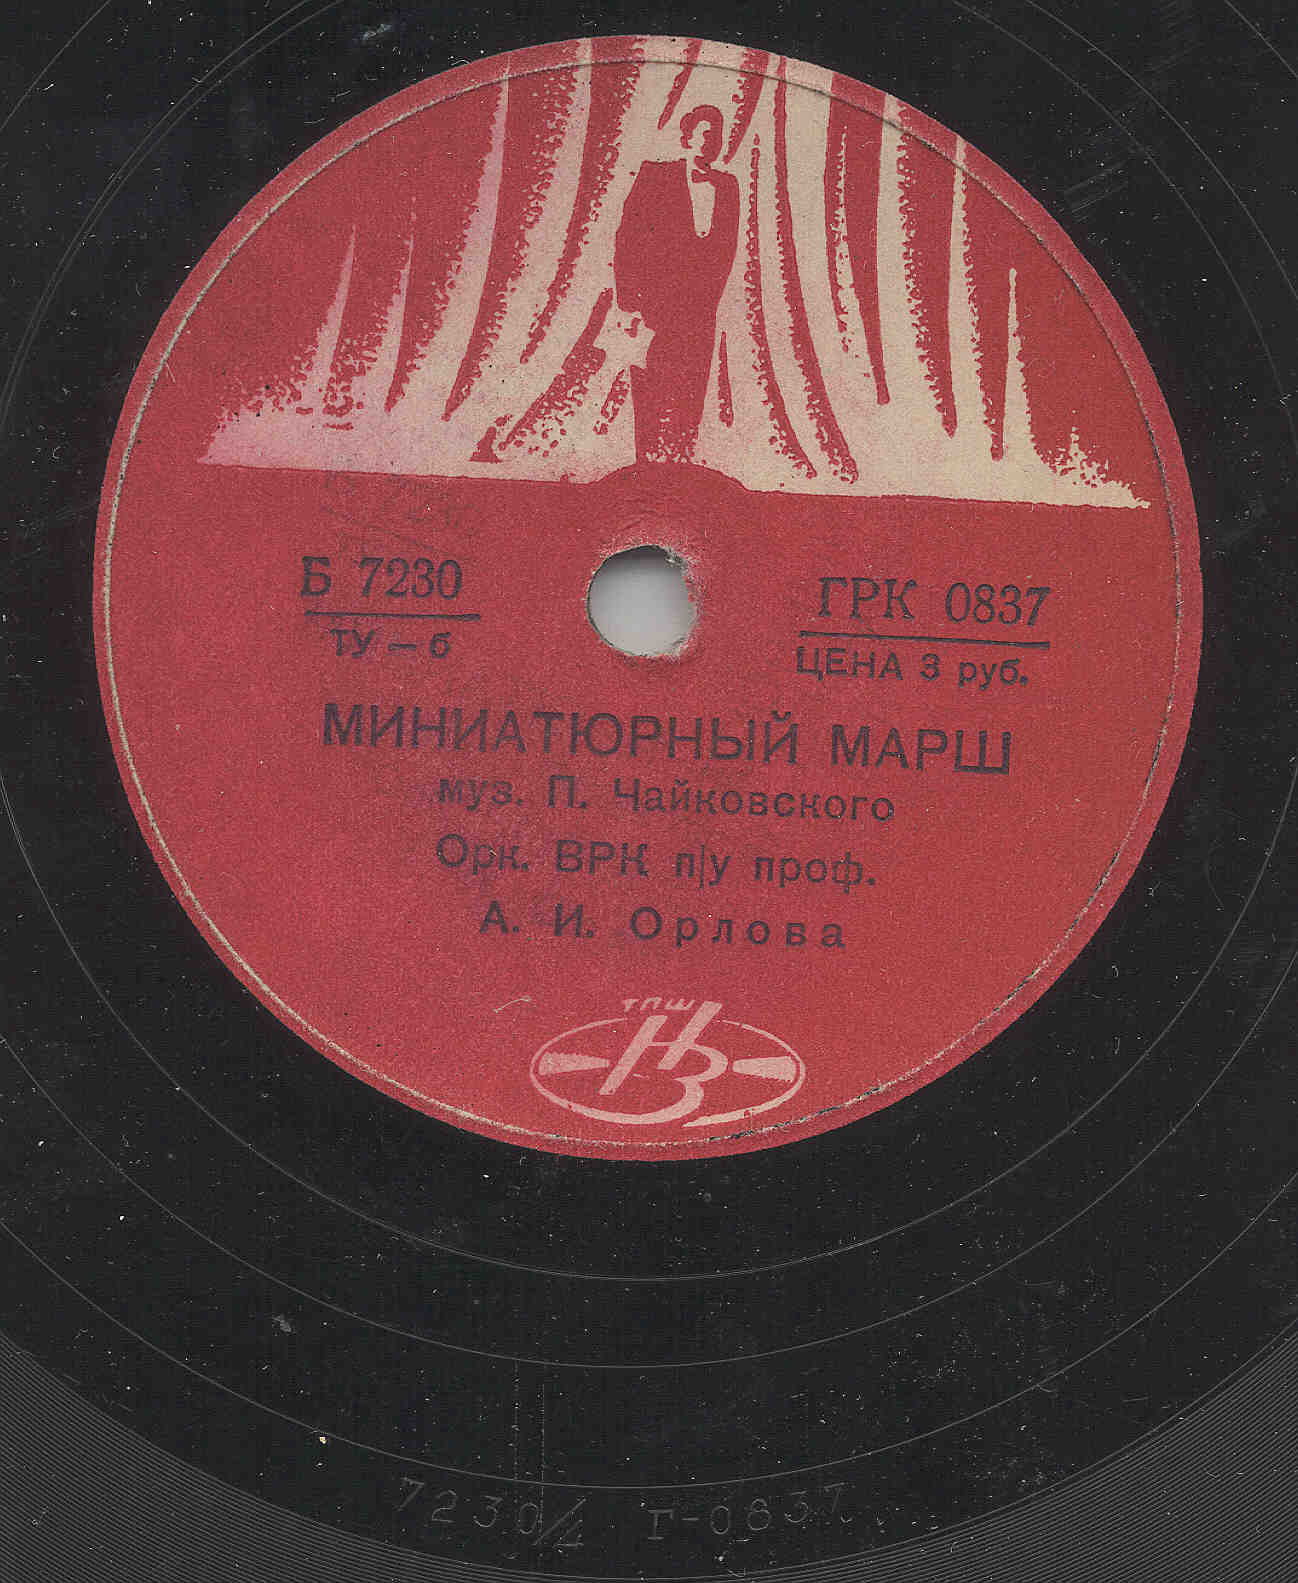 Б 7230
ТУ — б
ГРК 0837
ЦЕНА 3 руб.
МИНИАТЮРНЫЙ МАРШ
муз. П. Чайковского
Орк. ВРК п/у проф.
А. И. Орлова
ТПШ
НЗ
7230/4 Г-0837